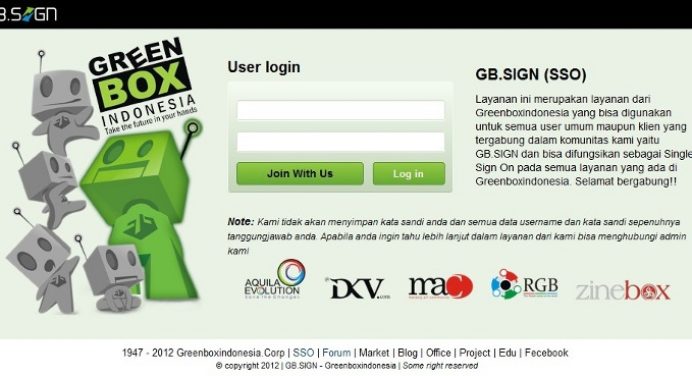 B.SIGN
GREEN
BOX
INDONESIA
Take the future in your hands
User login
Join With Us
Log in
GB.SIGN (SSO)
Layanan ini merupakan layanan dari
Greenboxindonesia yang bisa digunakan
untuk semua user umum maupun klien yang
tergabung dalam komunitas kami yaitu
GB.SIGN dan bisa difungsikan sebagai Single
Sign On pada semua layanan yang ada di
Greenboxindonesia. Selamat bergabung!!
Note: Kami tidak akan menyimpan kata sandi anda dan semua data username dan kata sandi sepenuhnya
tanggungjawab anda. Apabila anda ingin tahu lebih lanjut dalam layanan dari kami bisa menghubungi admin
kami
AQUILA
EVOLUTION
RGB
zinebox
1947 - 2012 Greenboxindonesia.Corp | SSO | Forum | Market | Blog | Office | Project | Edu | Fecebook
© copyright 2012 | GB.SIGN - Greenboxindonesia | Some right reserved